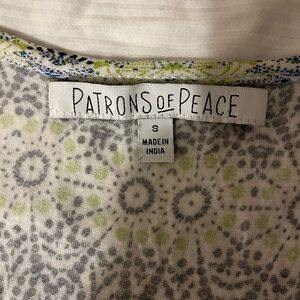 PATRONS OF PEACE
S
MADE IN
INDIA